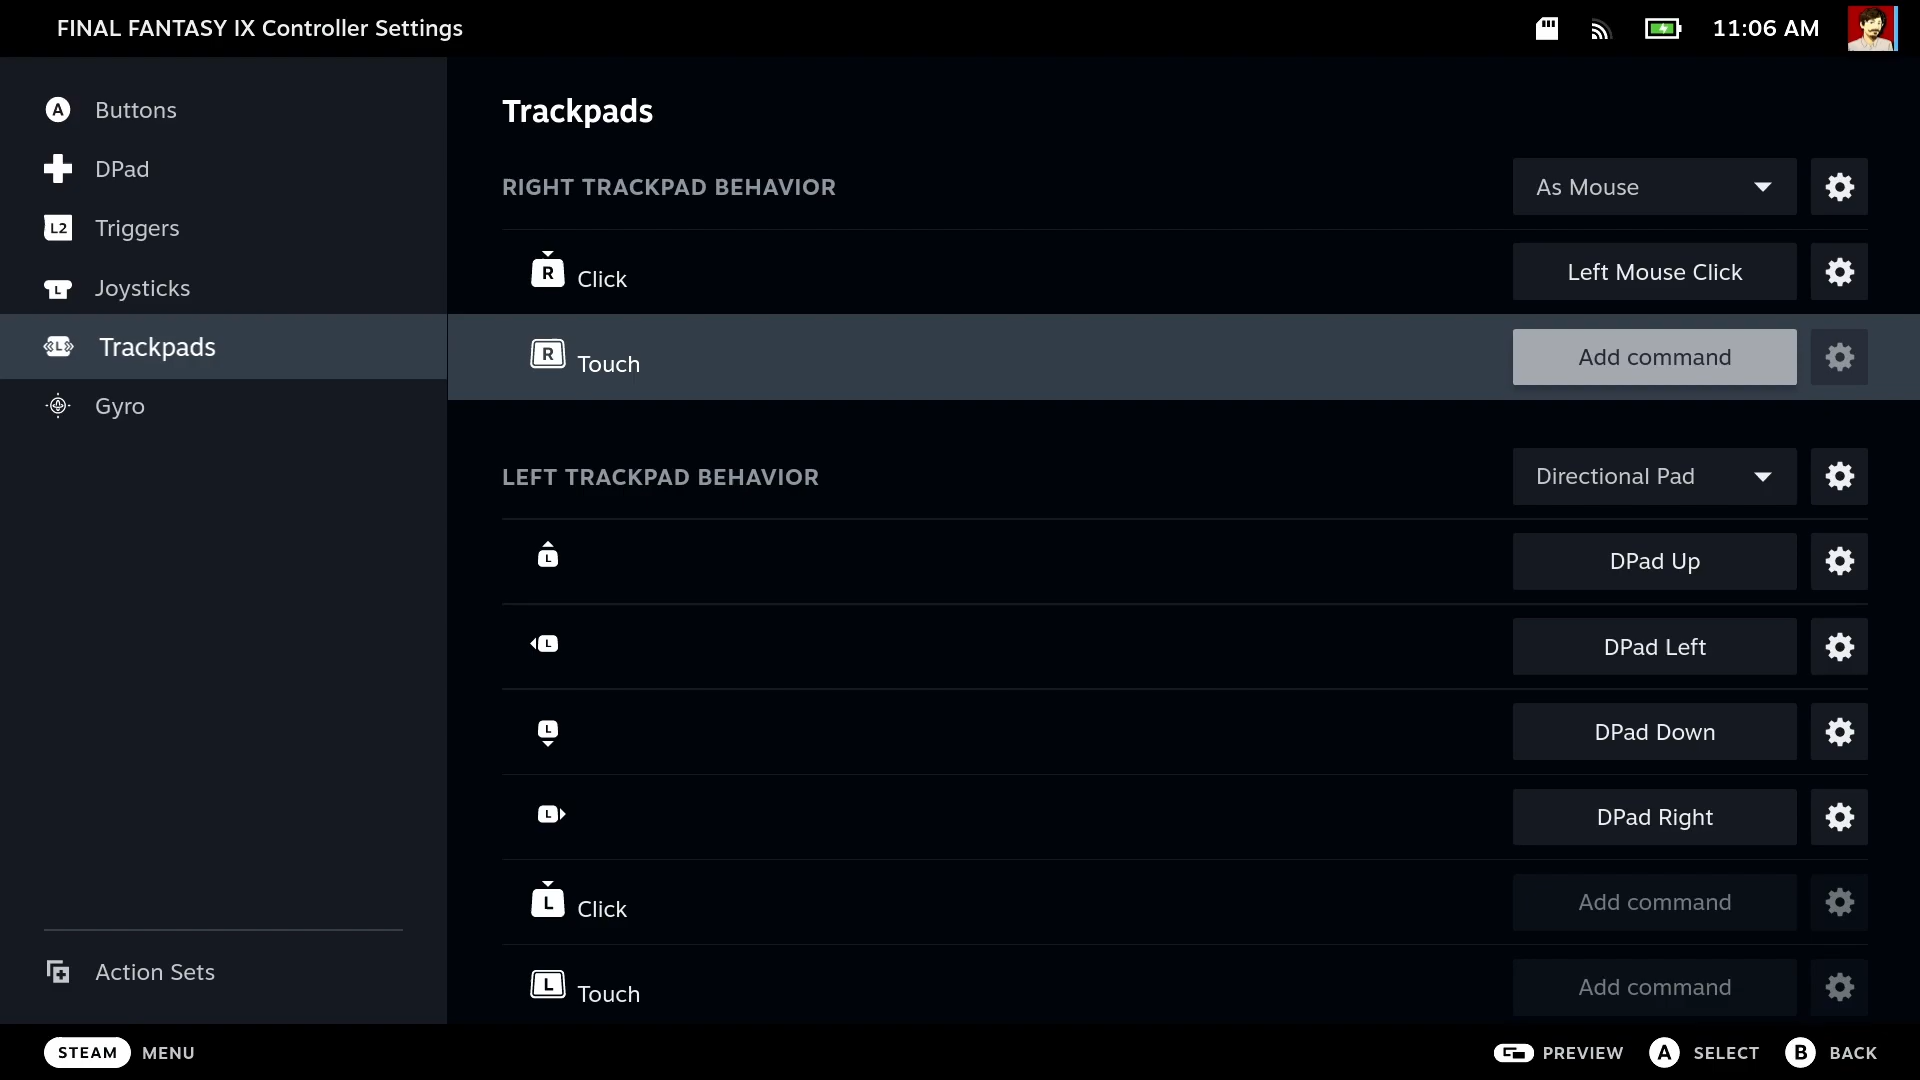 FINAL FANTASY IX Controller Settings
11:06 AM
A Buttons
DPad
L2 Triggers
L Joysticks
L Trackpads
Gyro
Action Sets
Trackpads
RIGHT TRACKPAD BEHAVIOR As Mouse
R Click Left Mouse Click
R Touch Add command
LEFT TRACKPAD BEHAVIOR Directional Pad
L DPad Up
L DPad Left
L DPad Down
L DPad Right
L Click Add command
L Touch Add command
STEAM MENU
PREVIEW A SELECT B BACK